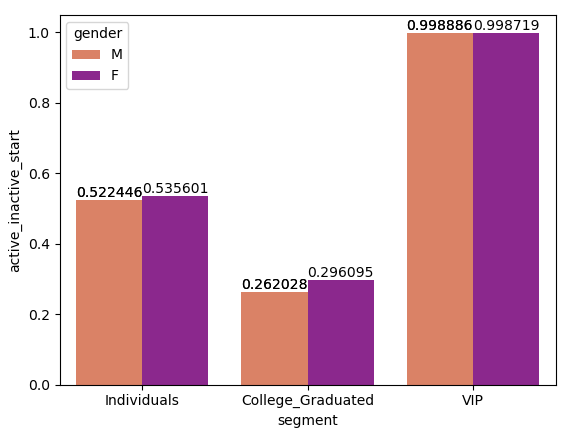 gender
M
F
0.522446
0.535601
0.262028
0.296095
0.998886
0.998719
active_inactive_start
1.0
0.8
0.6
0.4
0.2
0.0
Individuals
College_Graduated
VIP
segment